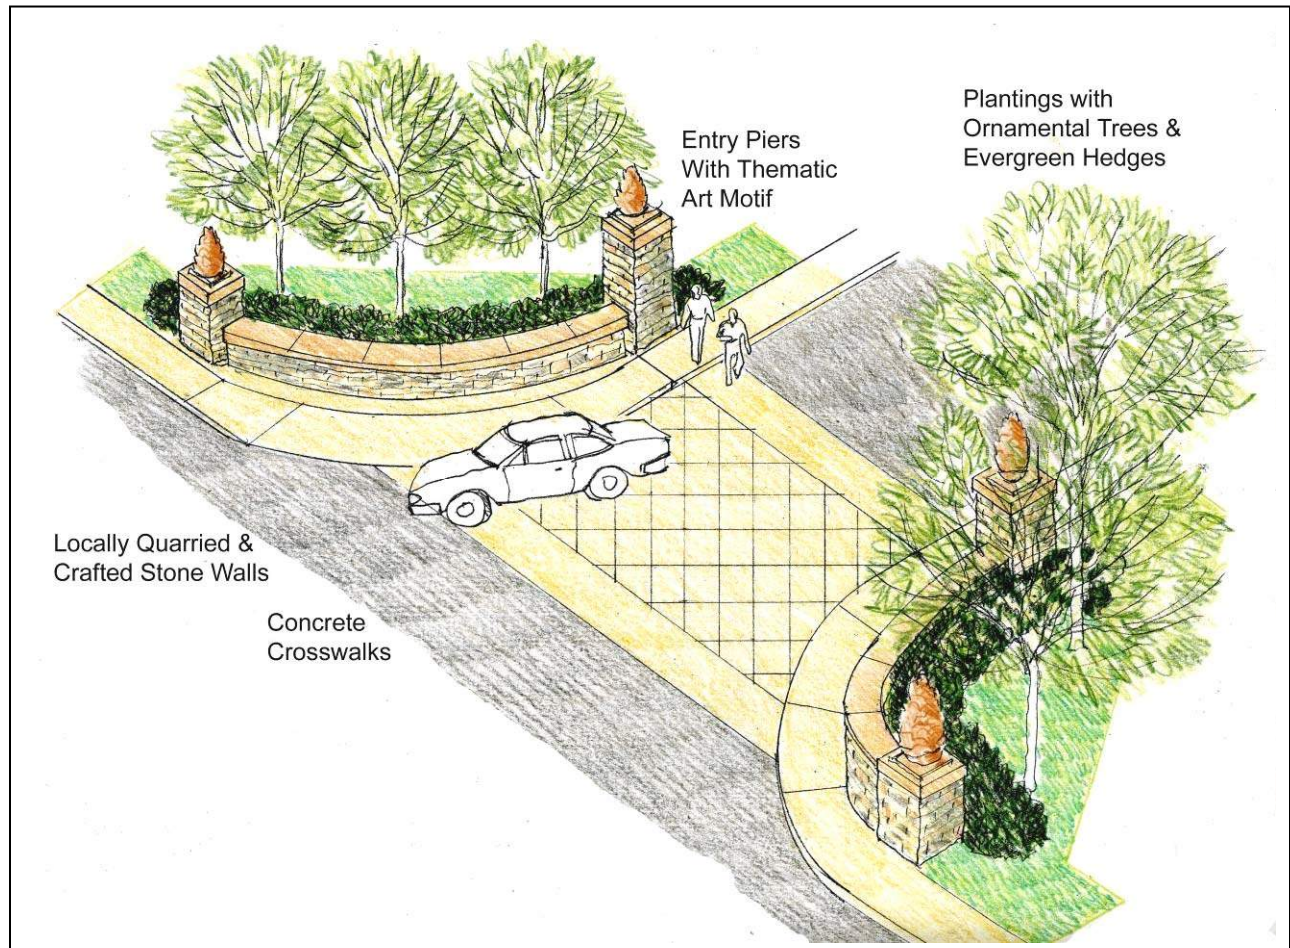 Plantings with
Ornamental Trees &
Evergreen Hedges
Entry Piers
With Thematic
Art Motif
Locally Quarried &
Crafted Stone Walls
Concrete
Crosswalks